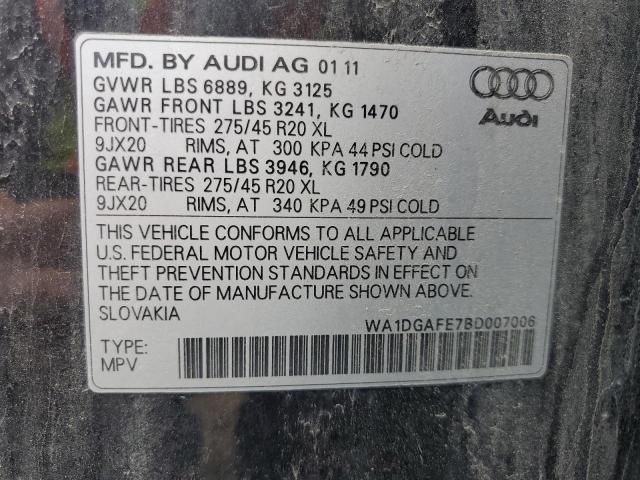 MFD. BY AUDI AG 01 11
GVWR LBS 6889, KG 3125
GAWR FRONT LBS 3241, KG 1470
FRONT-TIRES 275/45 R20 XL
9JX20 RIMS, AT 300 KPA 44 PSI COLD
GAWR REAR LBS 3946, KG 1790
REAR-TIRES 275/45 R20 XL
9JX20 RIMS, AT 340 KPA 49 PSI COLD
Audi
THIS VEHICLE CONFORMS TO ALL APPLICABLE
U.S. FEDERAL MOTOR VEHICLE SAFETY AND
THEFT PREVENTION STANDARDS IN EFFECT ON
THE DATE OF MANUFACTURE SHOWN ABOVE.
SLOVAKIA
WA1DGAFE7BD007006
TYPE:
MPV